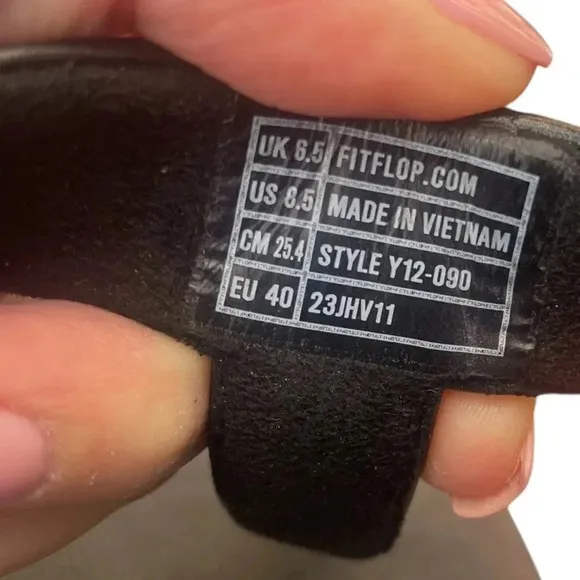 UK 6.5 FITFLOP.COM
US 8.5 MADE IN VIETNAM
CM 25.4 STYLE Y12-090
EU 40 23JHV11